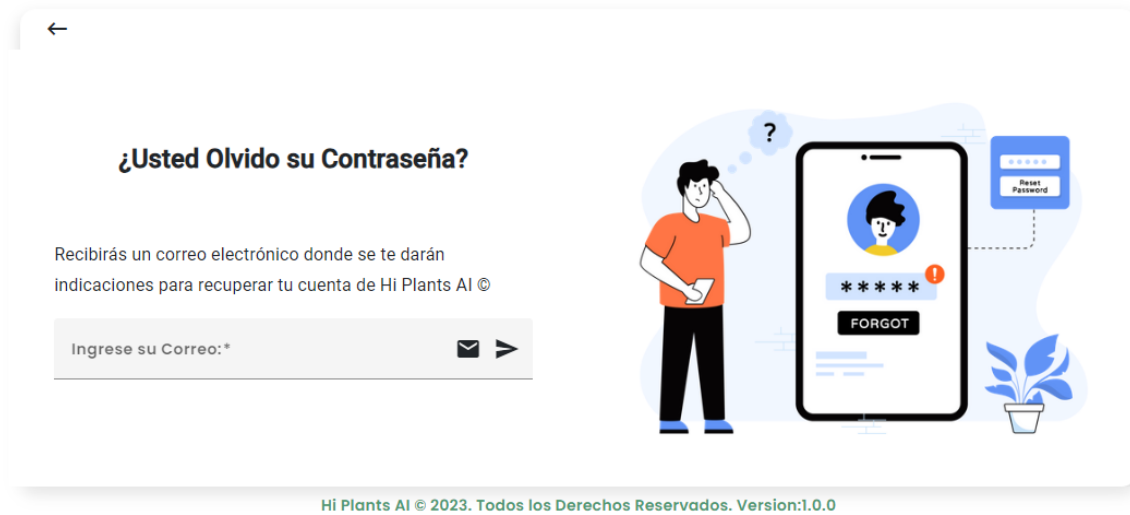 ¿Usted Olvido su Contraseña?
Recibirás un correo electrónico donde se te darán
indicaciones para recuperar tu cuenta de Hi Plants AI ©
Ingrese su Correo:*
?
Reset
Password
*****
!
FORGOT
Hi Plants AI © 2023. Todos los Derechos Reservados. Version:1.0.0